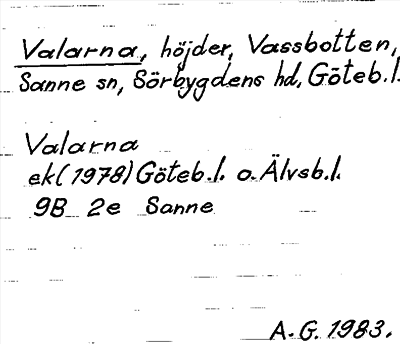 Valarna, höjder, Vassbotten,
Sanne sn, Sörbygdens hd, Göteb.l.
Valarna
ek (1978) Göteb.l. o. Älvsb.l.
9B 2e Sanne
A.G. 1983.